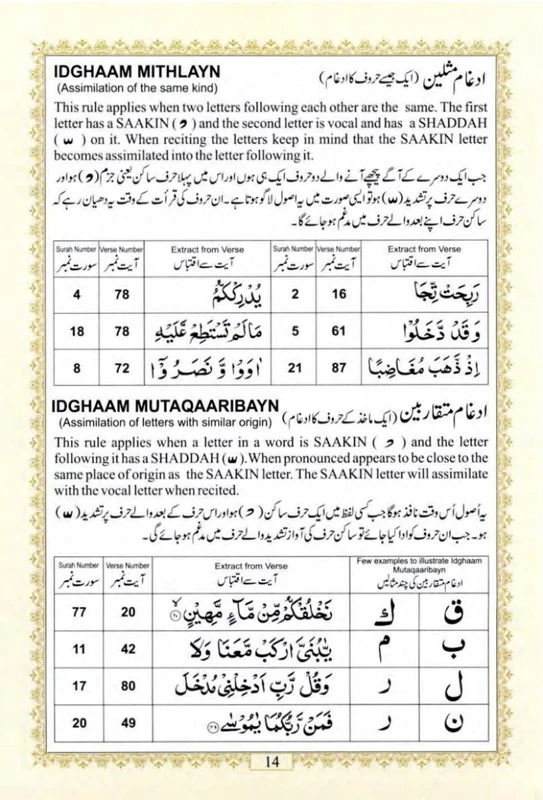 IDGHAAM MITHLAYN
(Assimilation of the same kind)
ادغام مثلین (ایک جیسے حروف کا ادغام)
This rule applies when two letters following each other are the same. The first
letter has a SAAKIN ( ) and the second letter is vocal and has a SHADDAH
( ) on it. When reciting the letters keep in mind that the SAAKIN letter
becomes assimilated into the letter following it.
جب ایک دوسرے کے آگے پیچھے آنے والے دو حروف ایک ہی ہوں اور اس میں پہلا حرف ساکن یعنی جزم ( ) ہو اور
دوسرے حرف پر تشدید ( ) ہو تو ایسی صورت میں یہ اصول لاگو ہوتا ہے۔ ان حروف کی قرأت کے وقت یہ دھیان رہے کہ
ساکن حرف اپنے بعد والے حرف میں مدغم ہو جائے گا۔
Surah Number Verse Number Extract from Verse Surah Number Verse Number Extract from Verse
سورت نمبر آیت نمبر آیت سے اقتباس سورت نمبر آیت نمبر آیت سے اقتباس
4 78 يُدْرِكْكُّمُ 2 16 رَبِحَتْ تِّجَا
18 78 مَا لَمْ تَسْتَطِعْ عَّلَيْهِ 5 61 وَقَدْ دَّخَلُوْا
8 72 اٰوَوْا وَّ نَصَرُوْٓا 21 87 اِذْ ذَّهَبَ مُغَاضِبًا
IDGHAAM MUTAQAARIBAYN
(Assimilation of letters with similar origin)
ادغام متقاربین (ایک ماخذ کے حروف کا ادغام)
This rule applies when a letter in a word is SAAKIN ( ) and the letter
following it has a SHADDAH ( ).When pronounced appears to be close to the
same place of origin as the SAAKIN letter. The SAAKIN letter will assimilate
with the vocal letter when recited.
یہ اُصول اُس وقت نافذ ہوگا جب کسی لفظ میں ایک حرف ساکن ( ) ہو اور اس حرف کے بعد والے حرف پر تشدید ( )
ہو۔ جب ان حروف کو ادا کیا جائے تو ساکن حرف کی آواز تشدید والے حرف میں مدغم ہو جائے گی۔
Surah Number Verse Number Extract from Verse Few examples to illustrate Idghaam
Mutaqaaribayn
سورت نمبر آیت نمبر آیت سے اقتباس ادغام متقاربین کی چند مثالیں
77 20 نَخْلُقْكُّمْ مِّنْ مَّآءٍ مَّهِيْنٍ ۙ ك ق
11 42 يّٰبُنَىَّ ارْكَبْ مَّعَنَا وَلَا م ب
17 80 وَقُلْ رَّبِّ اَدْخِلْنِىْ مُدْخَلَ ر ل
20 49 فَمَنْ رَّبُّكُمَا يٰمُوْسٰى ر ن
14